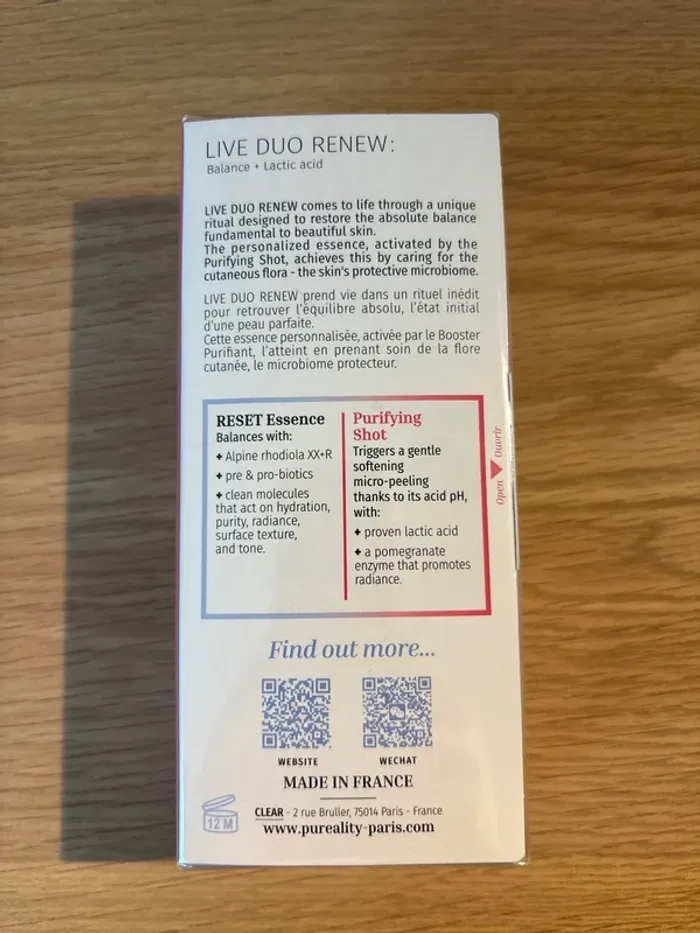 LIVE DUO RENEW:
Balance + Lactic acid
LIVE DUO RENEW comes to life through a unique
ritual designed to restore the absolute balance
fundamental to beautiful skin.
The personalized essence, activated by the
Purifying Shot, achieves this by caring for the
cutaneous flora - the skin's protective microbiome.
LIVE DUO RENEW prend vie dans un rituel inédit
pour retrouver l'équilibre absolu, l'état initial
d'une peau parfaite.
Cette essence personnalisée, activée par le Booster
Purifiant, l'atteint en prenant soin de la flore
cutanée, le microbiome protecteur.
RESET Essence
Balances with:
+ Alpine rhodiola XX+R
+ pre & pro-biotics
+ clean molecules
that act on hydration,
purity, radiance,
surface texture,
and tone.
Purifying
Shot
Triggers a gentle
softening
micro-peeling
thanks to its acid pH,
with:
+ proven lactic acid
+ a pomegranate
enzyme that promotes
radiance.
Open Ouvrir
Find out more...
WEBSITE
WECHAT
MADE IN FRANCE
12 M
CLEAR - 2 rue Bruller, 75014 Paris - France
www.pureality-paris.com